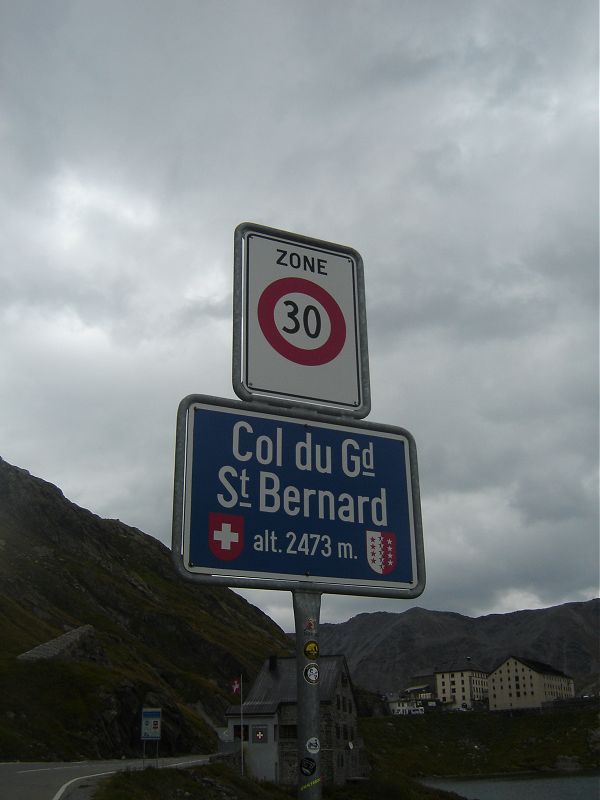 ZONE
30
Col du Gd
St Bernard
alt. 2473 m.